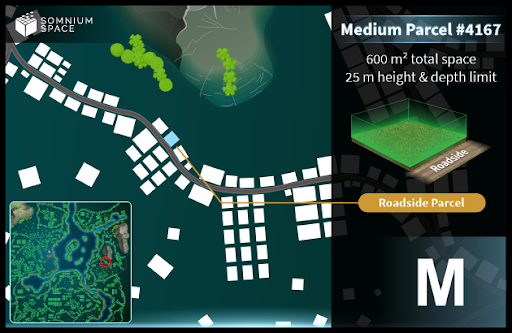 SOMNIUM
SPACE
Medium Parcel #4167
600 m² total space
25 m height & depth limit
Roadside
Roadside Parcel
M